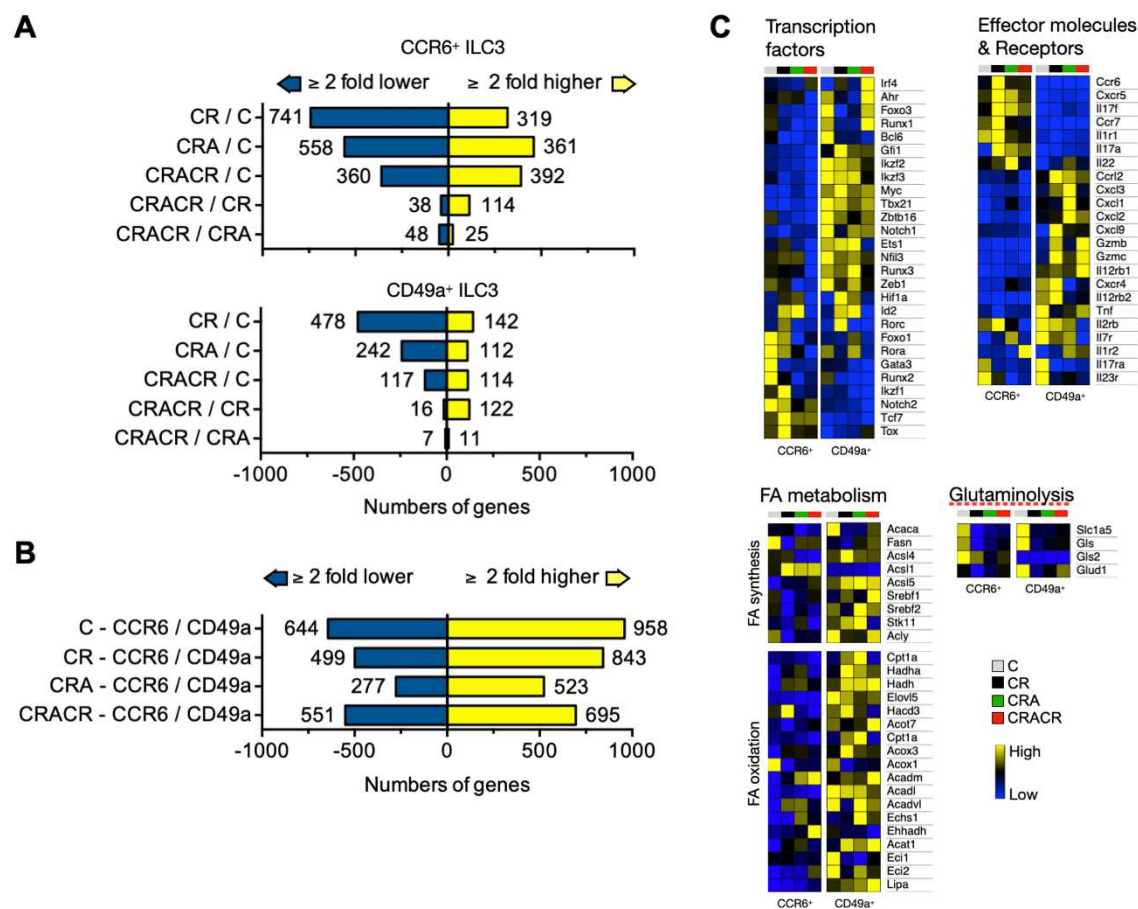 A
CCR6⁺ ILC3
≥ 2 fold lower ≥ 2 fold higher
CR / C 741 319
CRA / C 558 361
CRACR / C 360 392
CRACR / CR 38 114
CRACR / CRA 48 25
CD49a⁺ ILC3
CR / C 478 142
CRA / C 242 112
CRACR / C 117 114
CRACR / CR 16 122
CRACR / CRA 7 11
-1000 -500 0 500 1000
Numbers of genes
B
≥ 2 fold lower ≥ 2 fold higher
C - CCR6 / CD49a 644 958
CR - CCR6 / CD49a 499 843
CRA - CCR6 / CD49a 277 523
CRACR - CCR6 / CD49a 551 695
-1000 -500 0 500 1000
Numbers of genes
C
Transcription
factors
Irf4
Ahr
Foxo3
Runx1
Bcl6
Gfi1
Ikzf2
Ikzf3
Myc
Tbx21
Zbtb16
Notch1
Ets1
Nfil3
Runx3
Zeb1
Hif1a
Id2
Rorc
Foxo1
Rora
Gata3
Runx2
Ikzf1
Notch2
Tcf7
Tox
CCR6⁺ CD49a⁺
Effector molecules
& Receptors
Ccr6
Cxcr5
Il17f
Ccr7
Il1r1
Il17a
Il22
Ccrl2
Cxcl3
Cxcl1
Cxcl2
Cxcl9
Gzmb
Gzmc
Il12rb1
Cxcr4
Il12rb2
Tnf
Il2rb
Il7r
Il1r2
Il17ra
Il23r
CCR6⁺ CD49a⁺
FA metabolism
FA synthesis
Acaca
Fasn
Acsl4
Acsl1
Acsl5
Srebf1
Srebf2
Stk11
Acly
FA oxidation
Cpt1a
Hadha
Hadh
Elovl5
Hacd3
Acot7
Cpt1a
Acox3
Acox1
Acadm
Acadl
Acadvl
Echs1
Ehhadh
Acat1
Eci1
Eci2
Lipa
CCR6⁺ CD49a⁺
Glutaminolysis
Slc1a5
Gls
Gls2
Glud1
CCR6⁺ CD49a⁺
C
CR
CRA
CRACR
High
Low